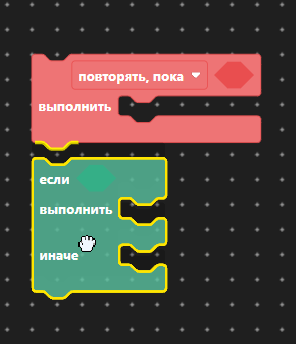 повторять, пока
выполнить
если
выполнить
иначе